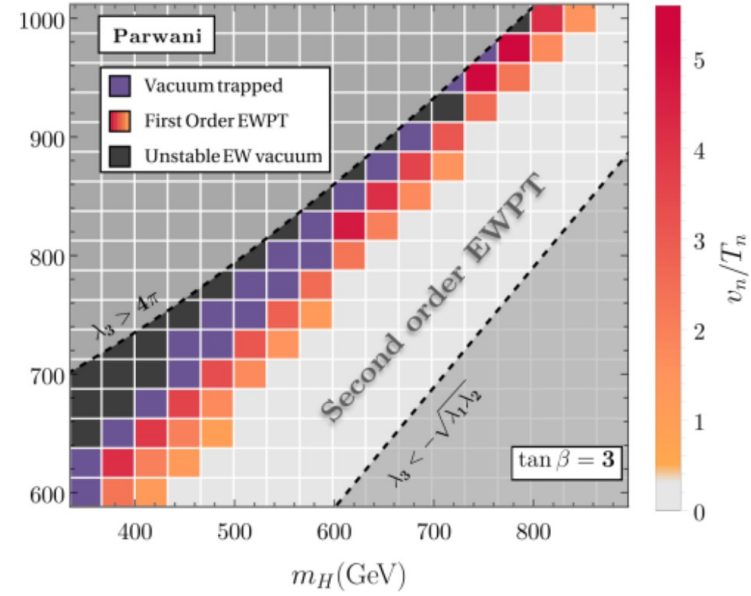 1000
900
800
700
600
Parwani
Vacuum trapped
First Order EWPT
Unstable EW vacuum
λ₃ > 4π
Second order EWPT
λ₃ < −√λ₁λ₂
tan β = 3
400 500 600 700 800
m_H(GeV)
5
4
3
2
1
0
v_n/T_n